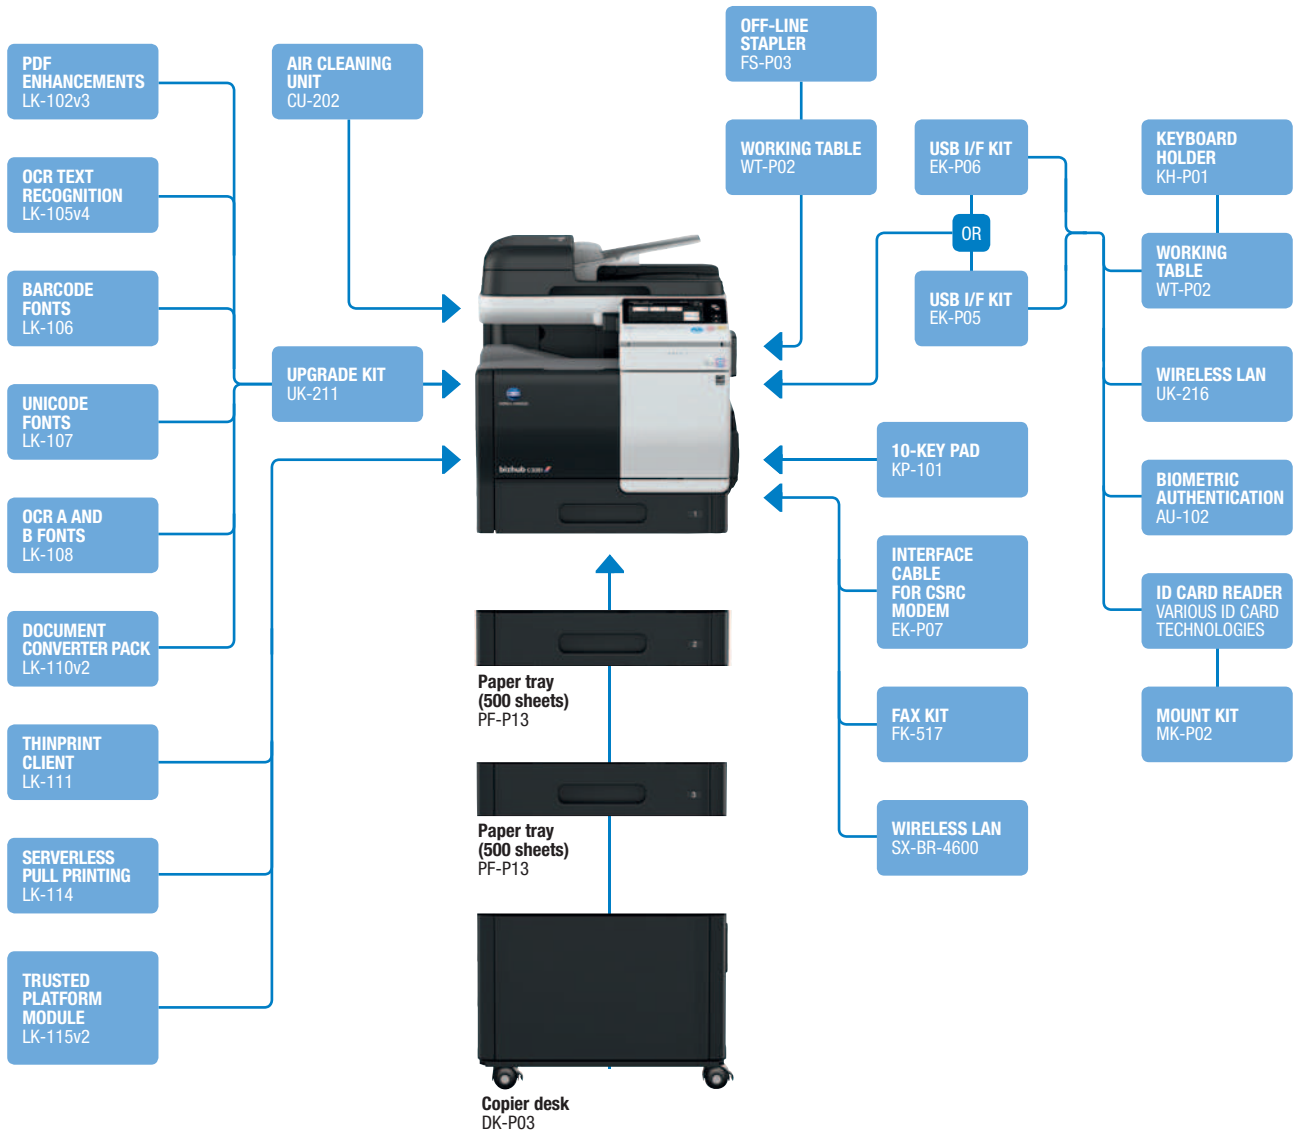 PDF
ENHANCEMENTS
LK-102v3
OCR TEXT
RECOGNITION
LK-105v4
BARCODE
FONTS
LK-106
UNICODE
FONTS
LK-107
OCR A AND
B FONTS
LK-108
DOCUMENT
CONVERTER PACK
LK-110v2
THINPRINT
CLIENT
LK-111
SERVERLESS
PULL PRINTING
LK-114
TRUSTED
PLATFORM
MODULE
LK-115v2
AIR CLEANING
UNIT
CU-202
UPGRADE KIT
UK-211
bizhub
1
2
Paper tray
(500 sheets)
PF-P13
3
Paper tray
(500 sheets)
PF-P13
Copier desk
DK-P03
OFF-LINE
STAPLER
FS-P03
WORKING TABLE
WT-P02
USB I/F KIT
EK-P06
OR
USB I/F KIT
EK-P05
10-KEY PAD
KP-101
INTERFACE
CABLE
FOR CSRC
MODEM
EK-P07
FAX KIT
FK-517
WIRELESS LAN
SX-BR-4600
KEYBOARD
HOLDER
KH-P01
WORKING
TABLE
WT-P02
WIRELESS LAN
UK-216
BIOMETRIC
AUTHENTICATION
AU-102
ID CARD READER
VARIOUS ID CARD
TECHNOLOGIES
MOUNT KIT
MK-P02